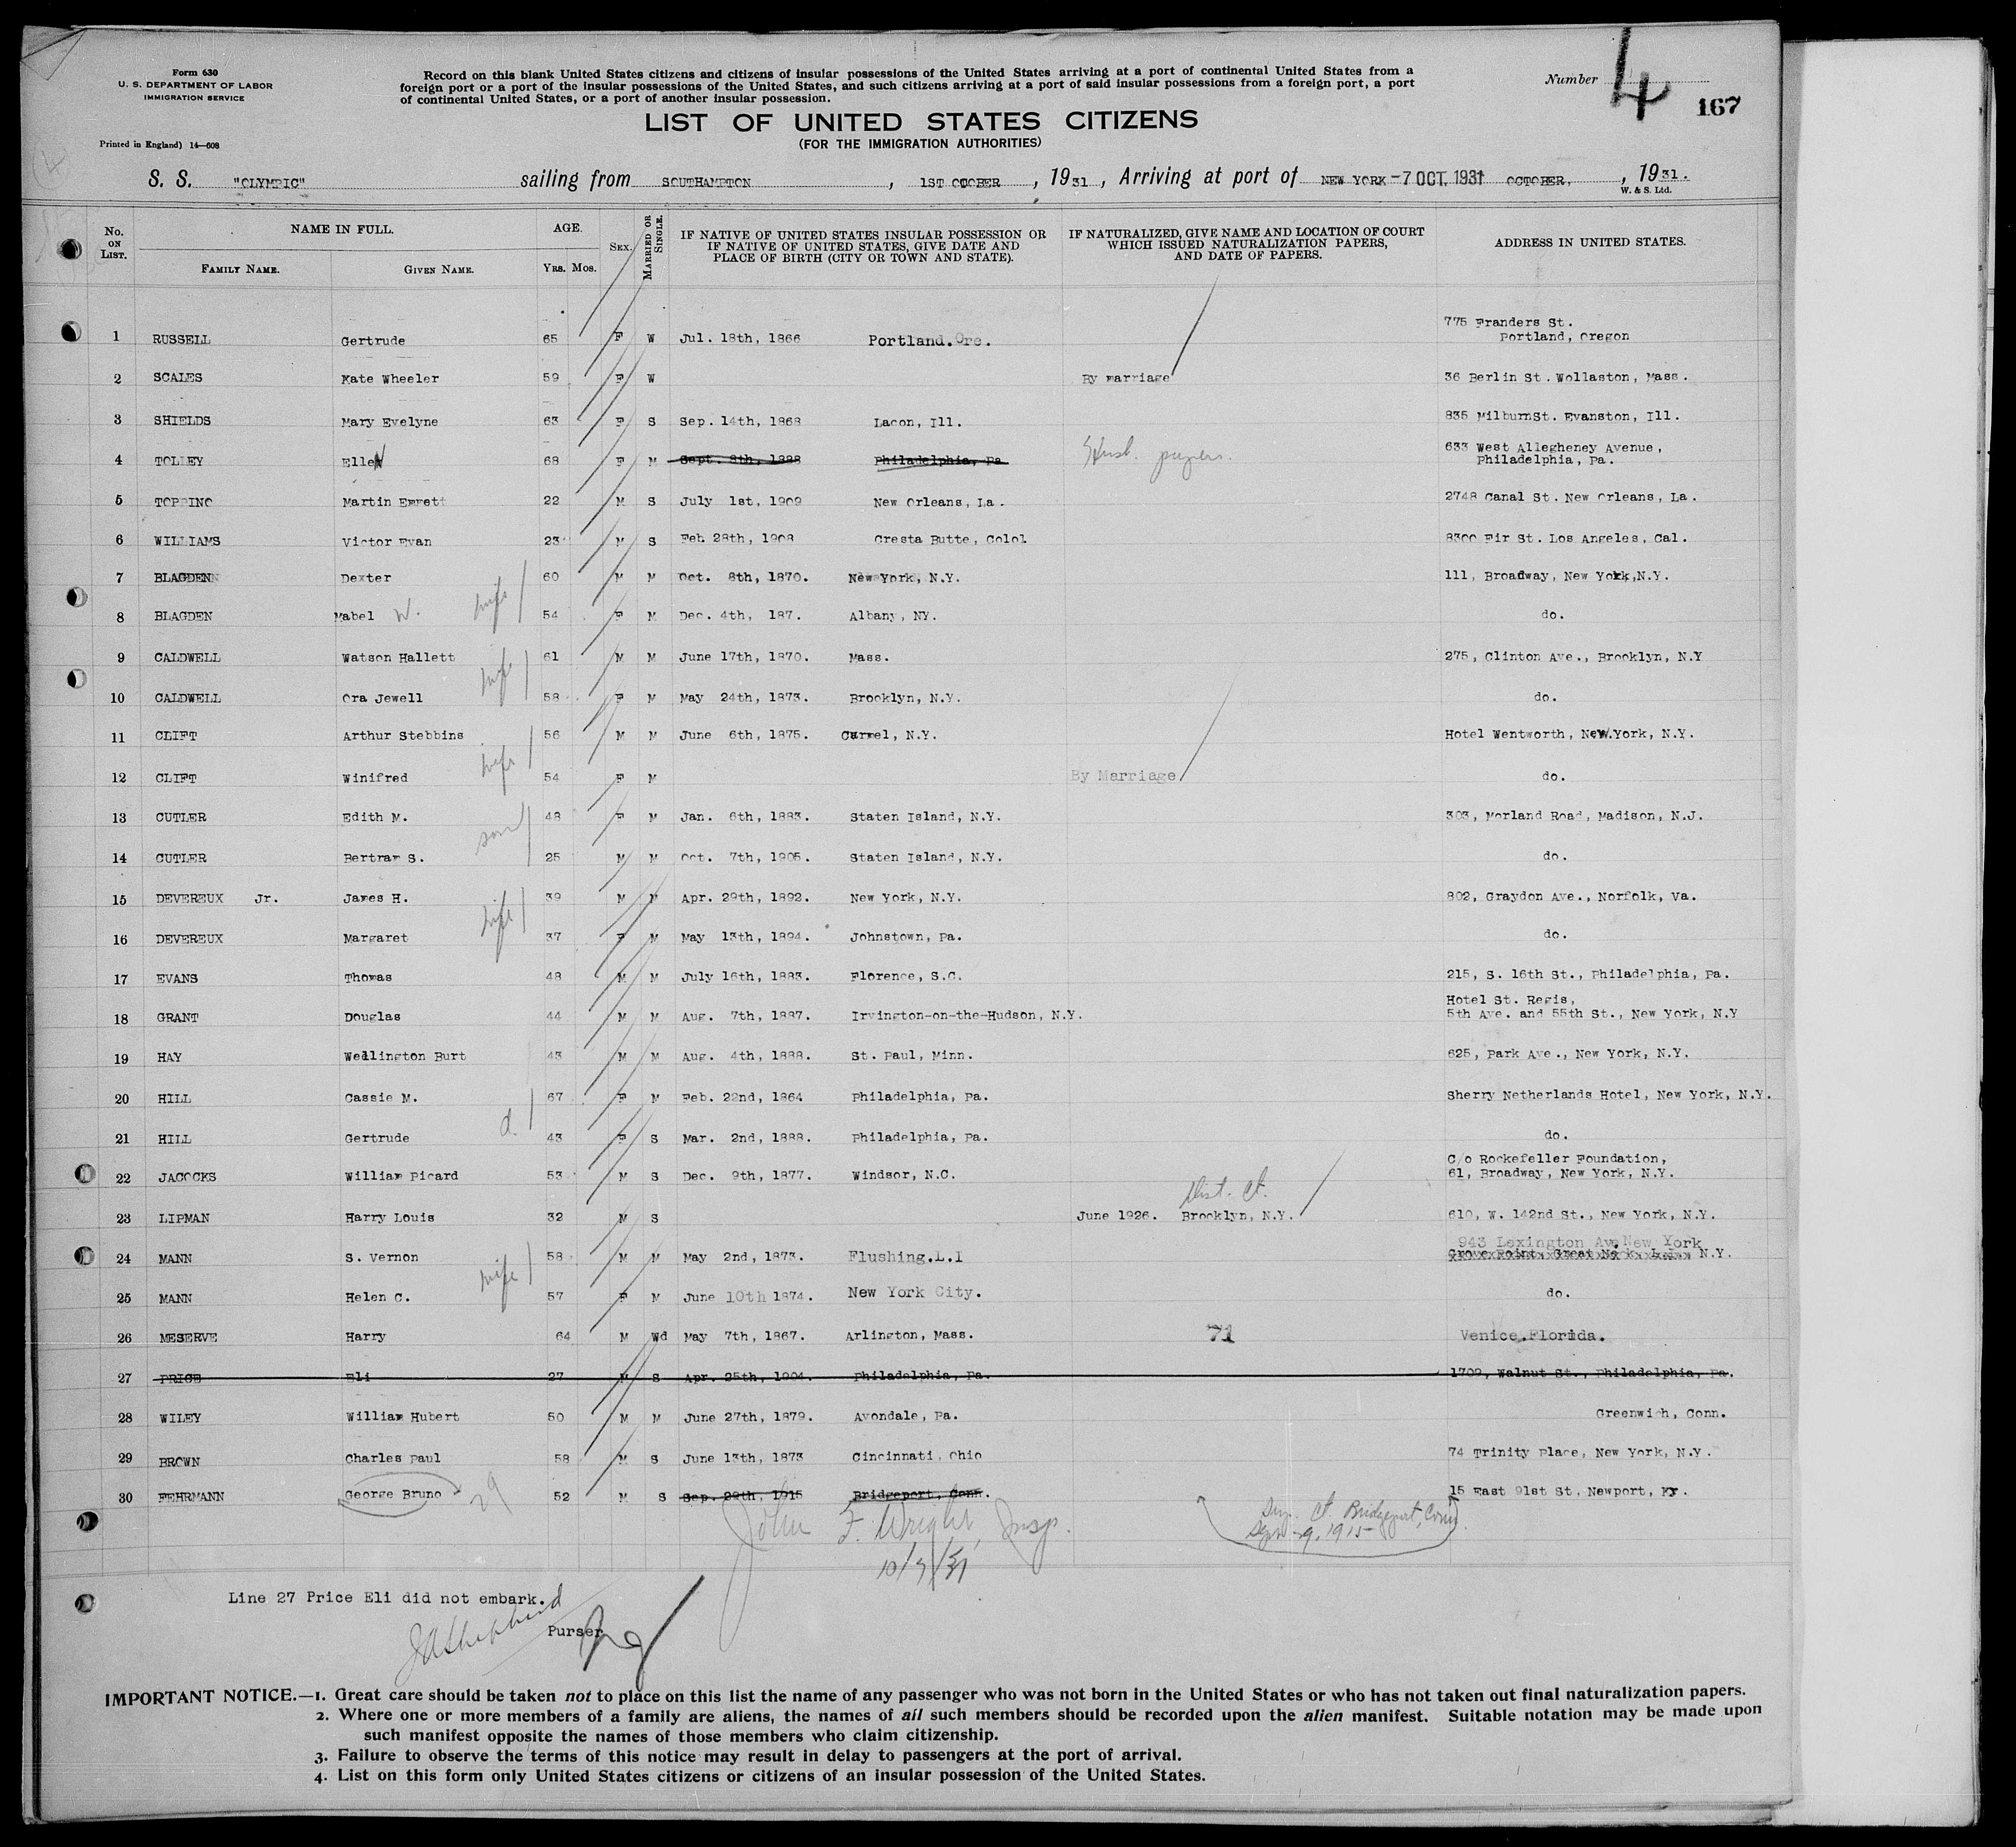 Form 630
U. S. DEPARTMENT OF LABOR
IMMIGRATION SERVICE
Printed in England) 14—608
Record on this blank United States citizens and citizens of insular possessions of the United States arriving at a port of continental United States from a
foreign port or a port of the insular possessions of the United States, and such citizens arriving at a port of said insular possessions from a foreign port, a port
of continental United States, or a port of another insular possession.
Number 4
167
LIST OF UNITED STATES CITIZENS
(FOR THE IMMIGRATION AUTHORITIES)
S. S. "OLYMPIC" sailing from SOUTHAMPTON, 1ST OCTOBER, 1931, Arriving at port of NEW YORK -7 OCT. 1931 OCTOBER, 1931.
W. & S. Ltd.
No. ON LIST. NAME IN FULL. FAMILY NAME. GIVEN NAME. AGE. YRS. MOS. SEX. MARRIED OR SINGLE. IF NATIVE OF UNITED STATES INSULAR POSSESSION OR IF NATIVE OF UNITED STATES, GIVE DATE AND PLACE OF BIRTH (CITY OR TOWN AND STATE). IF NATURALIZED, GIVE NAME AND LOCATION OF COURT WHICH ISSUED NATURALIZATION PAPERS, AND DATE OF PAPERS. ADDRESS IN UNITED STATES.
1 RUSSELL Gertrude 65 F W Jul. 18th, 1866 Portland.Ore. 775 Franders St. Portland, Oregon
2 SCALES Kate Wheeler 59 F W By marriage 36 Berlin St. Wollaston, Mass.
3 SHIELDS Mary Evelyne 63 F S Sep. 14th, 1868 Lacon, Ill. 835 MilburnSt. Evanston, Ill.
4 TOLLEY Ellen 68 F M Sept. 8th, 1888 Philadelphia, Pa Husb. papers. 633 West Allegheney Avenue, Philadelphia, Pa.
5 TOPPINO Martin Emmett 22 M S July 1st, 1909 New Orleans, La. 2748 Canal St. New Orleans, La.
6 WILLIAMS Victor Evan 23 M S Feb 28th, 1908 Cresta Butte, Colol 8300 Fir St. Los Angeles, Cal.
7 BLAGDEN Dexter 60 M M Oct. 8th, 1870. New York, N.Y. 111, Broadway, New York, N.Y.
8 BLAGDEN Mabel W. wife 54 F M Dec. 4th, 187. Albany, NY. do.
9 CALDWELL Watson Hallett 61 M M June 17th, 1870. Mass. 275, Clinton Ave., Brooklyn, N.Y
10 CALDWELL Ora Jewell wife 58 F M May 24th, 1873. Brooklyn, N.Y. do.
11 CLIFT Arthur Stebbins 56 M M June 6th, 1875. Carmel, N.Y. Hotel Wentworth, New.York, N.Y.
12 CLIFT Winifred wife 54 F M By Marriage do.
13 CUTLER Edith M. 48 F M Jan. 6th, 1883. Staten Island, N.Y. 303, Morland Road, Madison, N.J.
14 CUTLER Bertram S. son 25 M M Oct. 7th, 1905. Staten Island, N.Y. do.
15 DEVEREUX Jr. James H. 39 M M Apr. 29th, 1892. New York, N.Y. 802, Graydon Ave., Norfolk, Va.
16 DEVEREUX Margaret wife 37 F M May 13th, 1894. Johnstown, Pa. do.
17 EVANS Thomas 48 M M July 16th, 1883. Florence, S.C. 215, S. 16th St., Philadelphia, Pa.
18 GRANT Douglas 44 M M Aug. 7th, 1887. Irvington-on-the-Hudson, N.Y. Hotel St. Regis, 5th Ave. and 55th St., New York, N.Y
19 HAY Wellington Burt 43 M M Aug. 4th, 1888. St. Paul, Minn. 625, Park Ave., New York, N.Y.
20 HILL Cassie M. 67 F M Feb. 22nd, 1864 Philadelphia, Pa. Sherry Netherlands Hotel, New York, N.Y.
21 HILL Gertrude d. 43 F S Mar. 2nd, 1888. Philadelphia, Pa. do.
22 JACOCKS William Picard 53 M S Dec. 9th, 1877. Windsor, N.C. C/o Rockefeller Foundation, 61, Broadway, New York, N.Y.
23 LIPMAN Harry Louis 32 M S June 1926. Dist. Ct. Brooklyn, N.Y. 610, W. 142nd St., New York, N.Y.
24 MANN S. Vernon 58 M M May 2nd, 1873. Flushing.L.I 943 Lexington Ave New York Grove Point, Great Neck, L.I., N.Y.
25 MANN Helen C. wife 57 F M June 10th 1874. New York City. do.
26 MESERVE Harry 64 M Wd May 7th, 1867. Arlington, Mass. 71 Venice.Florida.
27 PRICE Eli 27 M S Apr. 25th, 1904. Philadelphia, Pa. 1709, Walnut St., Philadelphia, Pa.
28 WILEY William Hubert 50 M M June 27th, 1879. Avondale, Pa. Greenwich, Conn.
29 BROWN Charles Paul 58 M S June 13th, 1873 Cincinnati, Ohio 74 Trinity Place, New York, N.Y.
30 FEHRMANN George Bruno 29 52 M S Sep. 29th, 1915 Bridgeport, Conn. 15 East 91st St, Newport, Ky.
Sup. Ct. Bridgeport, Conn
Sept 29, 1915
John F. Wright, Insp.
10/7/31
Line 27 Price Eli did not embark.
JAShepherd
Purser
IMPORTANT NOTICE.—1. Great care should be taken not to place on this list the name of any passenger who was not born in the United States or who has not taken out final naturalization papers.
2. Where one or more members of a family are aliens, the names of all such members should be recorded upon the alien manifest. Suitable notation may be made upon
such manifest opposite the names of those members who claim citizenship.
3. Failure to observe the terms of this notice may result in delay to passengers at the port of arrival.
4. List on this form only United States citizens or citizens of an insular possession of the United States.